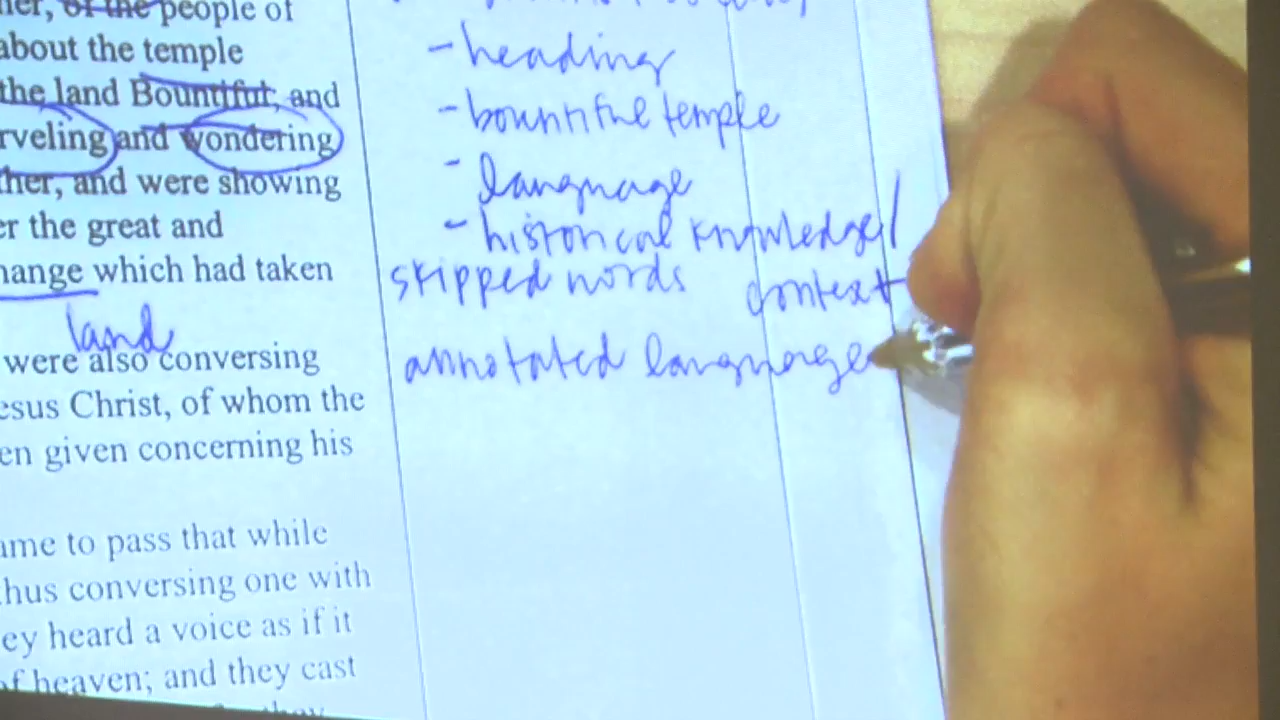 her, of the people of
about the temple
the land Bountiful, and
rveling and wondering
ther, and were showing
er the great and
hange which had taken
land
were also conversing
esus Christ, of whom the
en given concerning his
ame to pass that while
thus conversing one with
ey heard a voice as if it
of heaven; and they cast
they
- heading
- bountiful temple
- language
- historical knowledge/
context
skipped words
annotated language